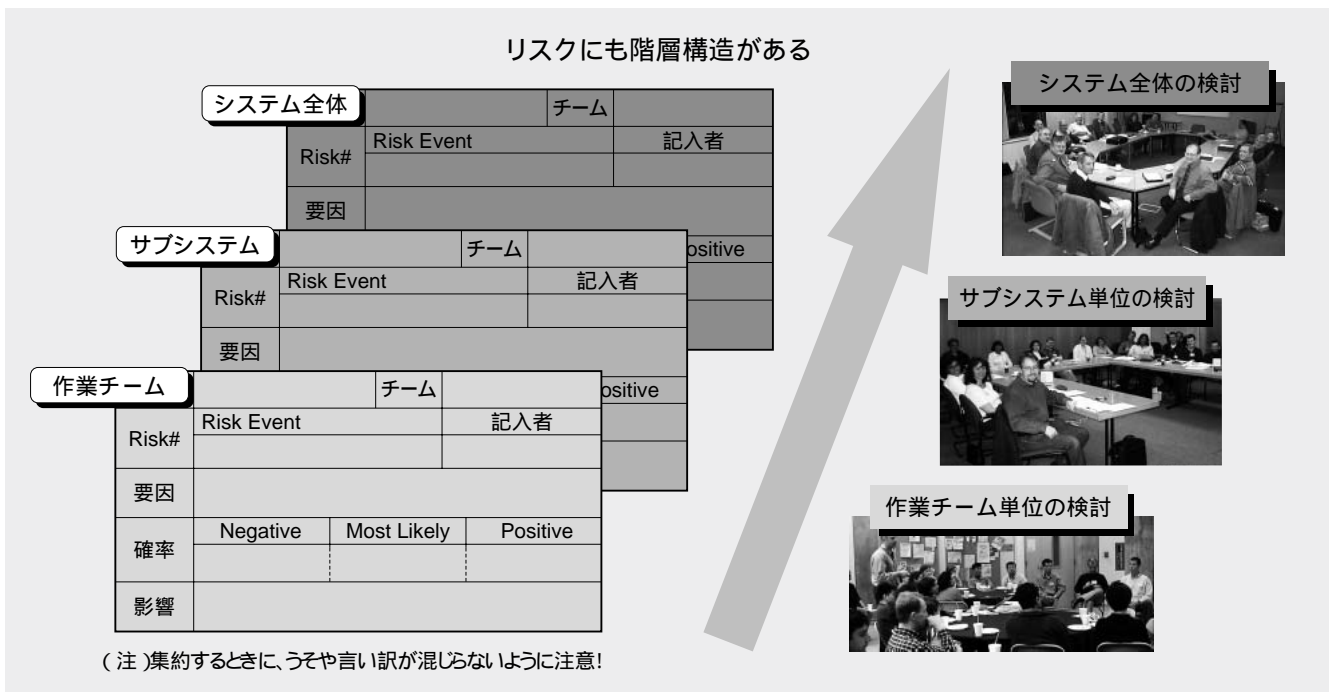 リスクにも階層構造がある
システム全体
チーム
Risk#
Risk Event
記入者
要因
ositive
サブシステム
チーム
Risk#
Risk Event
記入者
要因
ositive
作業チーム
チーム
Risk#
Risk Event
記入者
要因
確率
Negative
Most Likely
Positive
影響
(注)集約するときに、うそや言い訳が混じらないように注意!
システム全体の検討
サブシステム単位の検討
作業チーム単位の検討